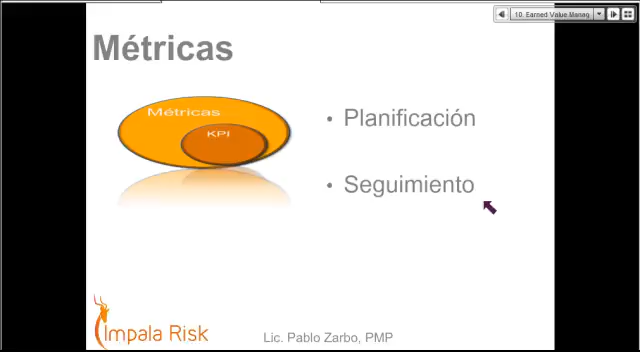 10. Earned Value Manag
Métricas
Métricas
KPI
• Planificación
• Seguimiento
Impala Risk
Lic. Pablo Zarbo, PMP